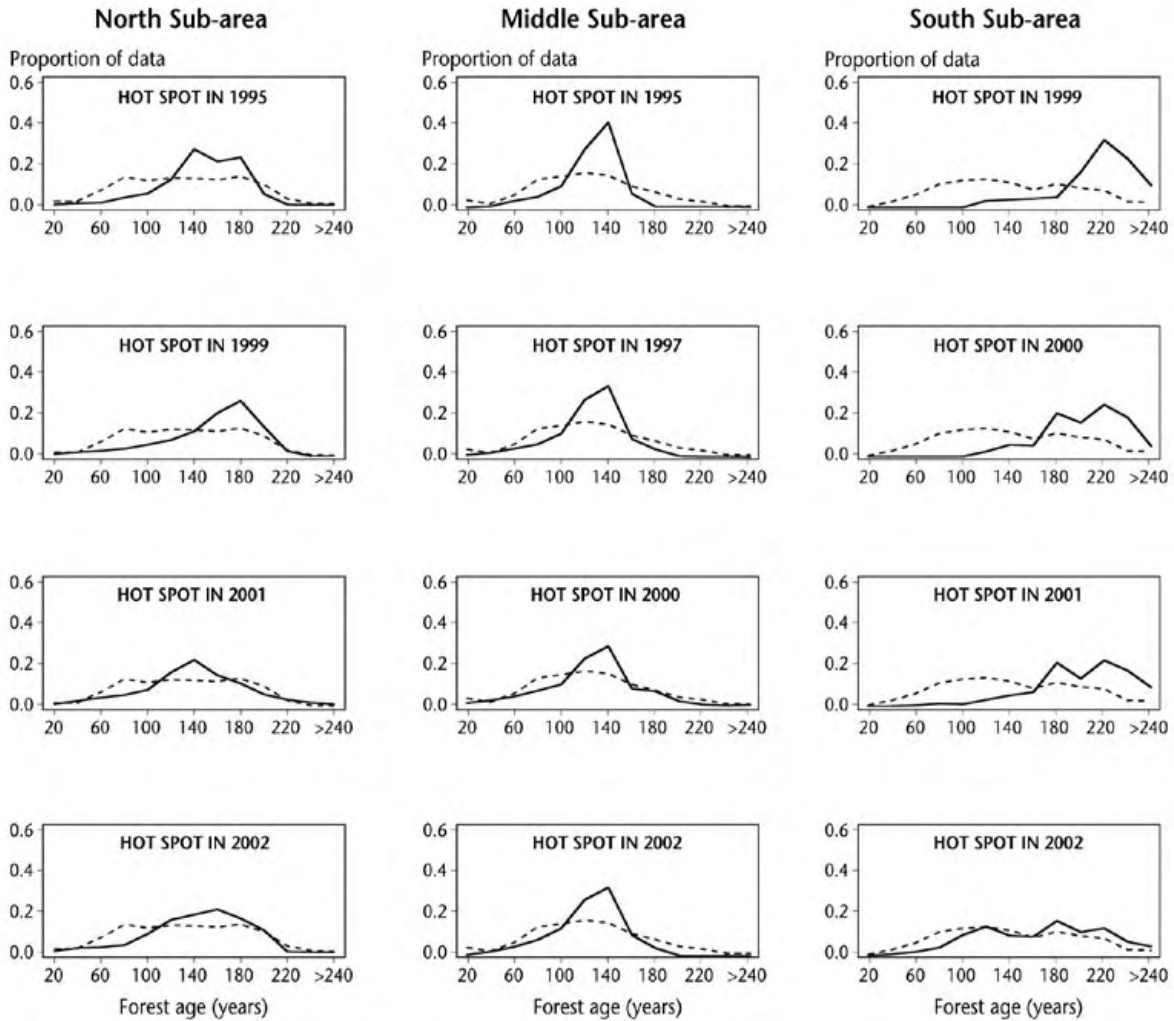 North Sub-area
Middle Sub-area
South Sub-area
Proportion of data
Proportion of data
Proportion of data
0.6
HOT SPOT IN 1995
0.4
0.2
0.0
20 60 100 140 180 220 >240
0.6
HOT SPOT IN 1995
0.4
0.2
0.0
20 60 100 140 180 220 >240
0.6
HOT SPOT IN 1999
0.4
0.2
0.0
20 60 100 140 180 220 >240
0.6
HOT SPOT IN 1999
0.4
0.2
0.0
20 60 100 140 180 220 >240
0.6
HOT SPOT IN 1997
0.4
0.2
0.0
20 60 100 140 180 220 >240
0.6
HOT SPOT IN 2000
0.4
0.2
0.0
20 60 100 140 180 220 >240
0.6
HOT SPOT IN 2001
0.4
0.2
0.0
20 60 100 140 180 220 >240
0.6
HOT SPOT IN 2000
0.4
0.2
0.0
20 60 100 140 180 220 >240
0.6
HOT SPOT IN 2001
0.4
0.2
0.0
20 60 100 140 180 220 >240
0.6
HOT SPOT IN 2002
0.4
0.2
0.0
20 60 100 140 180 220 >240
Forest age (years)
0.6
HOT SPOT IN 2002
0.4
0.2
0.0
20 60 100 140 180 220 >240
Forest age (years)
0.6
HOT SPOT IN 2002
0.4
0.2
0.0
20 60 100 140 180 220 >240
Forest age (years)